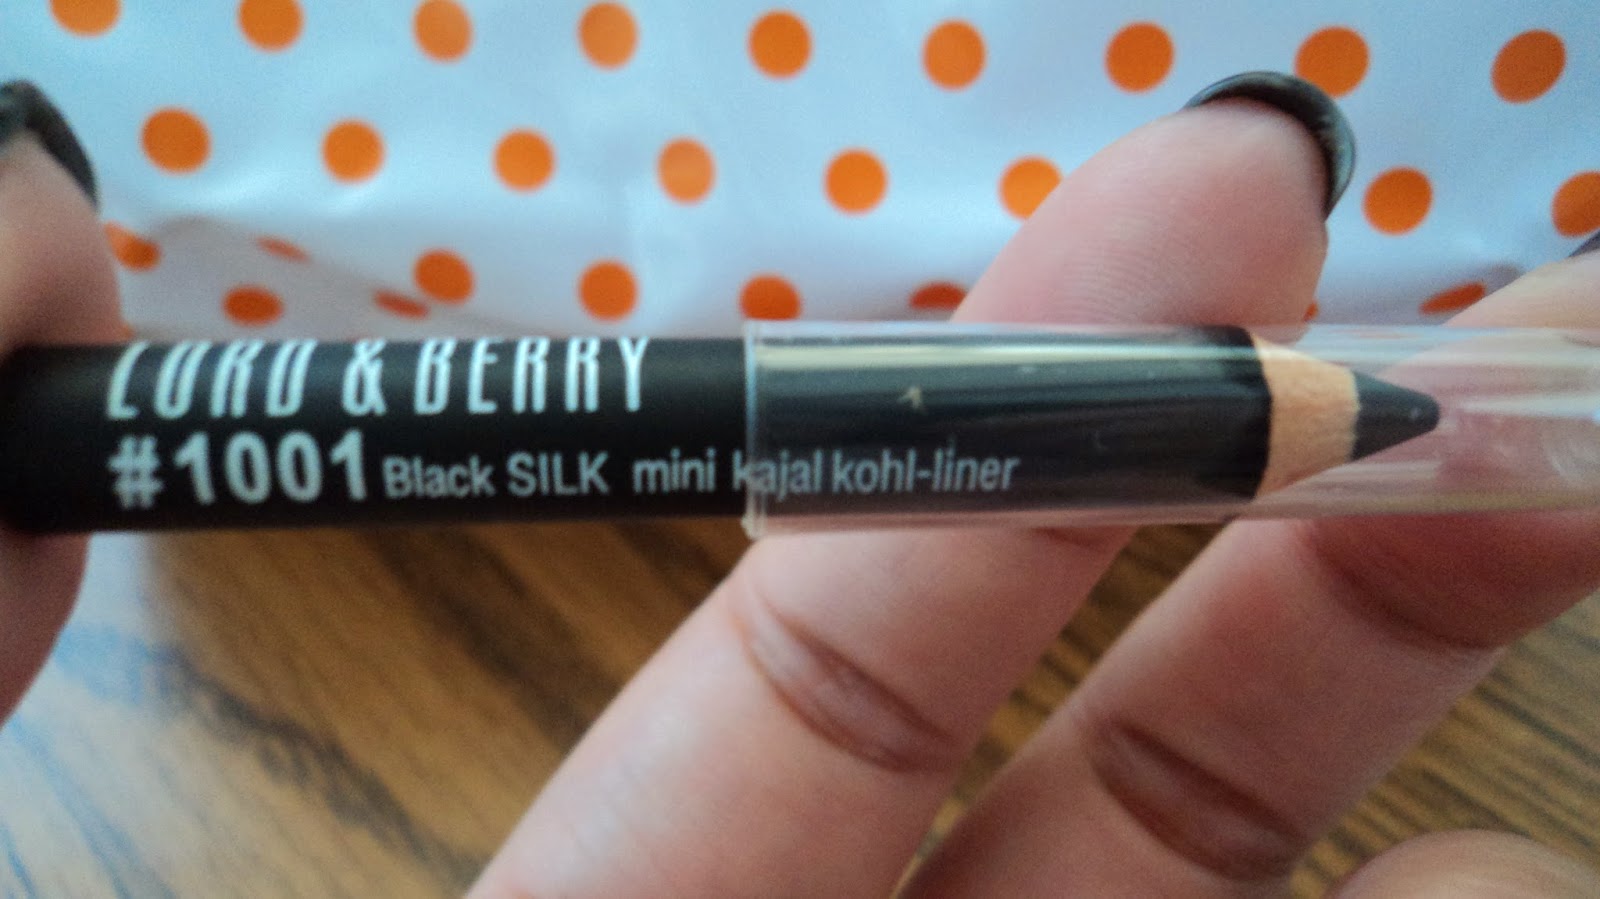 LORD & BERRY
#1001 Black SILK mini kajal kohl-liner